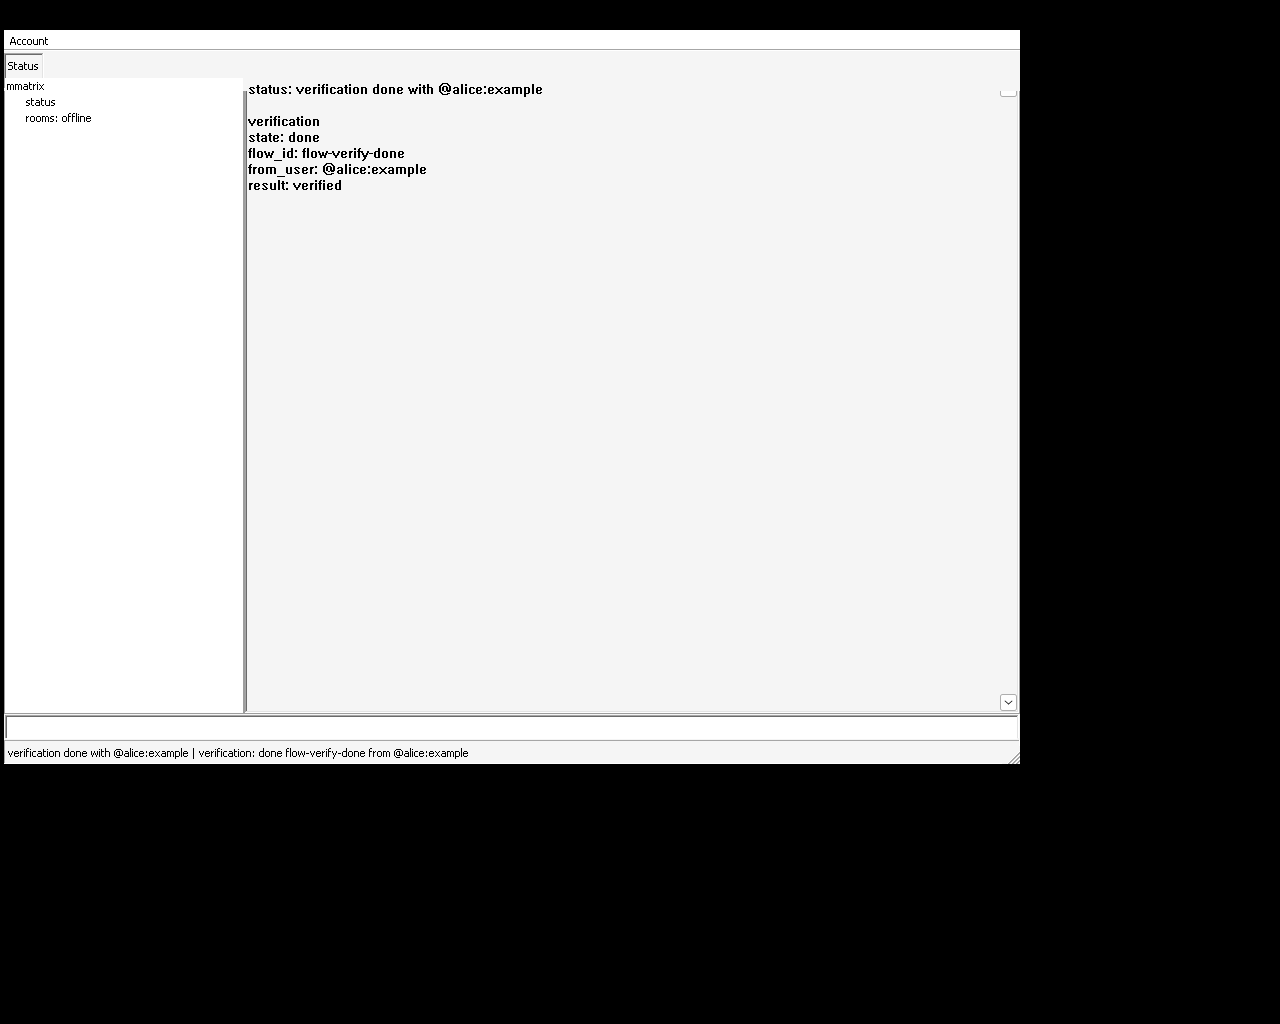 Account
Status
mmatrix
status
rooms: offline
status: verification done with @alice:example
verification
state: done
flow_id: flow-verify-done
from_user: @alice:example
result: verified
verification done with @alice:example | verification: done flow-verify-done from @alice:example